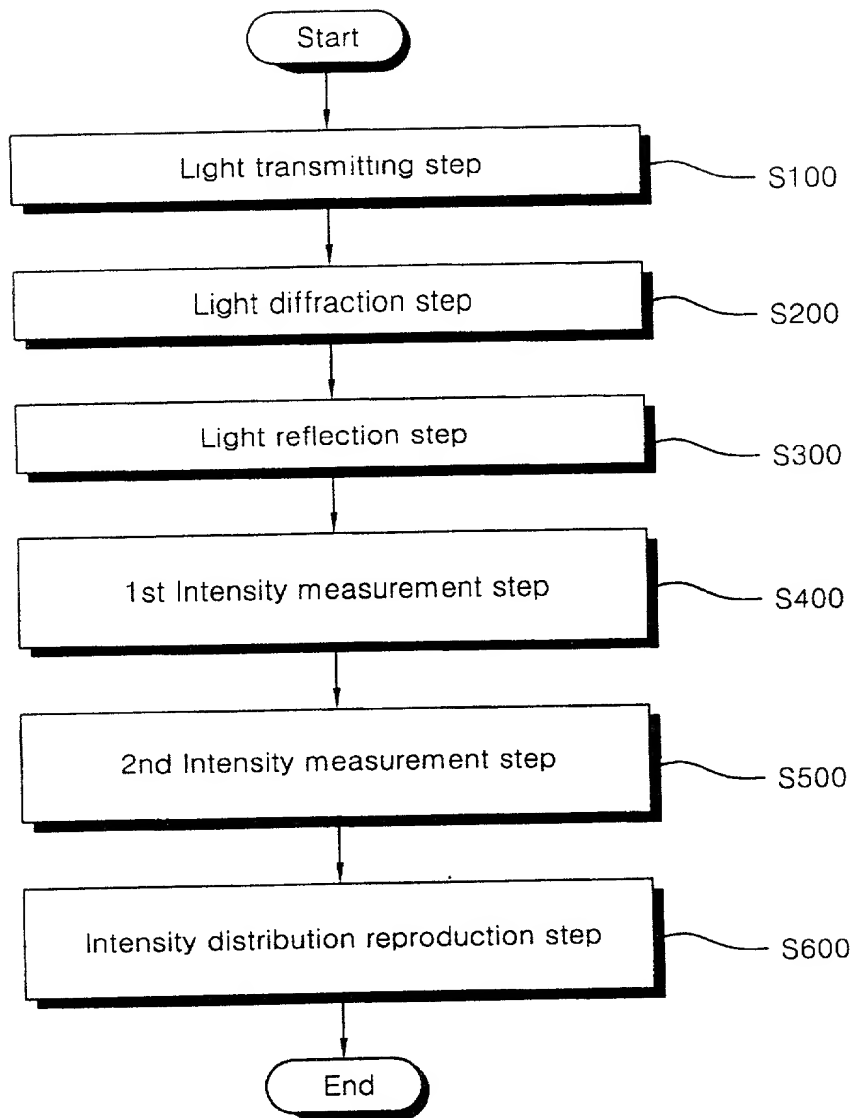 Start
Light transmitting step
S100
Light diffraction step
S200
Light reflection step
S300
1st Intensity measurement step
S400
2nd Intensity measurement step
S500
Intensity distribution reproduction step
S600
End